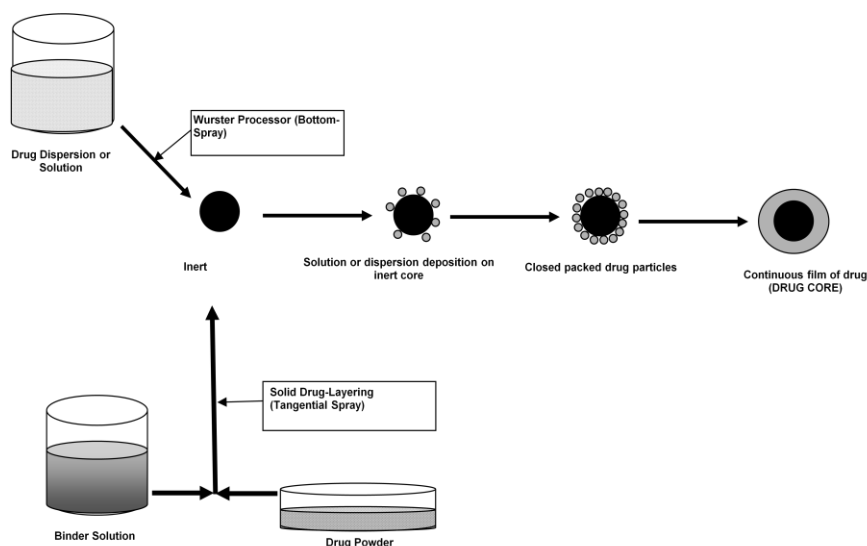 Wurster Processor (Bottom-
Spray)
Drug Dispersion or
Solution
Inert
Solution or dispersion deposition on
inert core
Closed packed drug particles
Continuous film of drug
(DRUG CORE)
Solid Drug-Layering
(Tangential Spray)
Binder Solution
Drug Powder